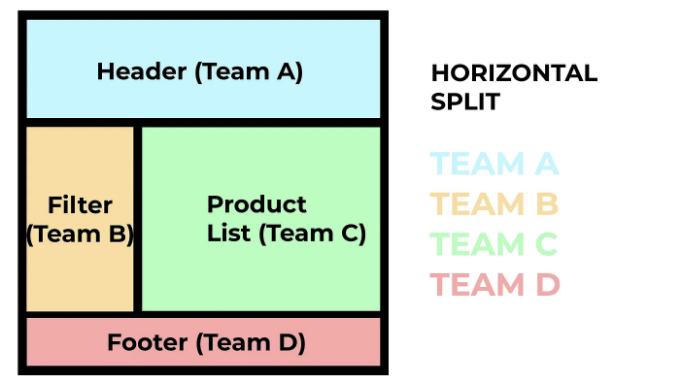 Header (Team A)
Filter
(Team B)
Product
List (Team C)
Footer (Team D)
HORIZONTAL
SPLIT
TEAM A
TEAM B
TEAM C
TEAM D